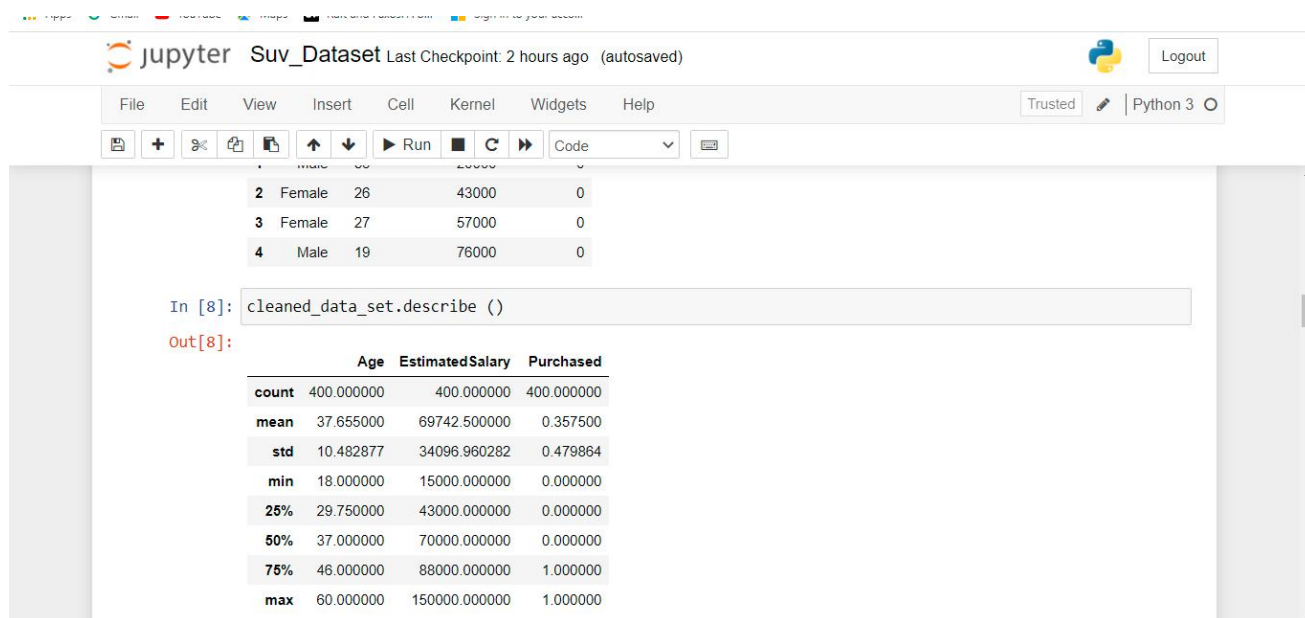 Jupyter Suv_Dataset Last Checkpoint: 2 hours ago (autosaved) Logout
File Edit View Insert Cell Kernel Widgets Help Trusted Python 3
Run Code
2 Female 26 43000 0
3 Female 27 57000 0
4 Male 19 76000 0
In [8]: cleaned_data_set.describe ()
Out[8]:
Age EstimatedSalary Purchased
count 400.000000 400.000000 400.000000
mean 37.655000 69742.500000 0.357500
std 10.482877 34096.960282 0.479864
min 18.000000 15000.000000 0.000000
25% 29.750000 43000.000000 0.000000
50% 37.000000 70000.000000 0.000000
75% 46.000000 88000.000000 1.000000
max 60.000000 150000.000000 1.000000